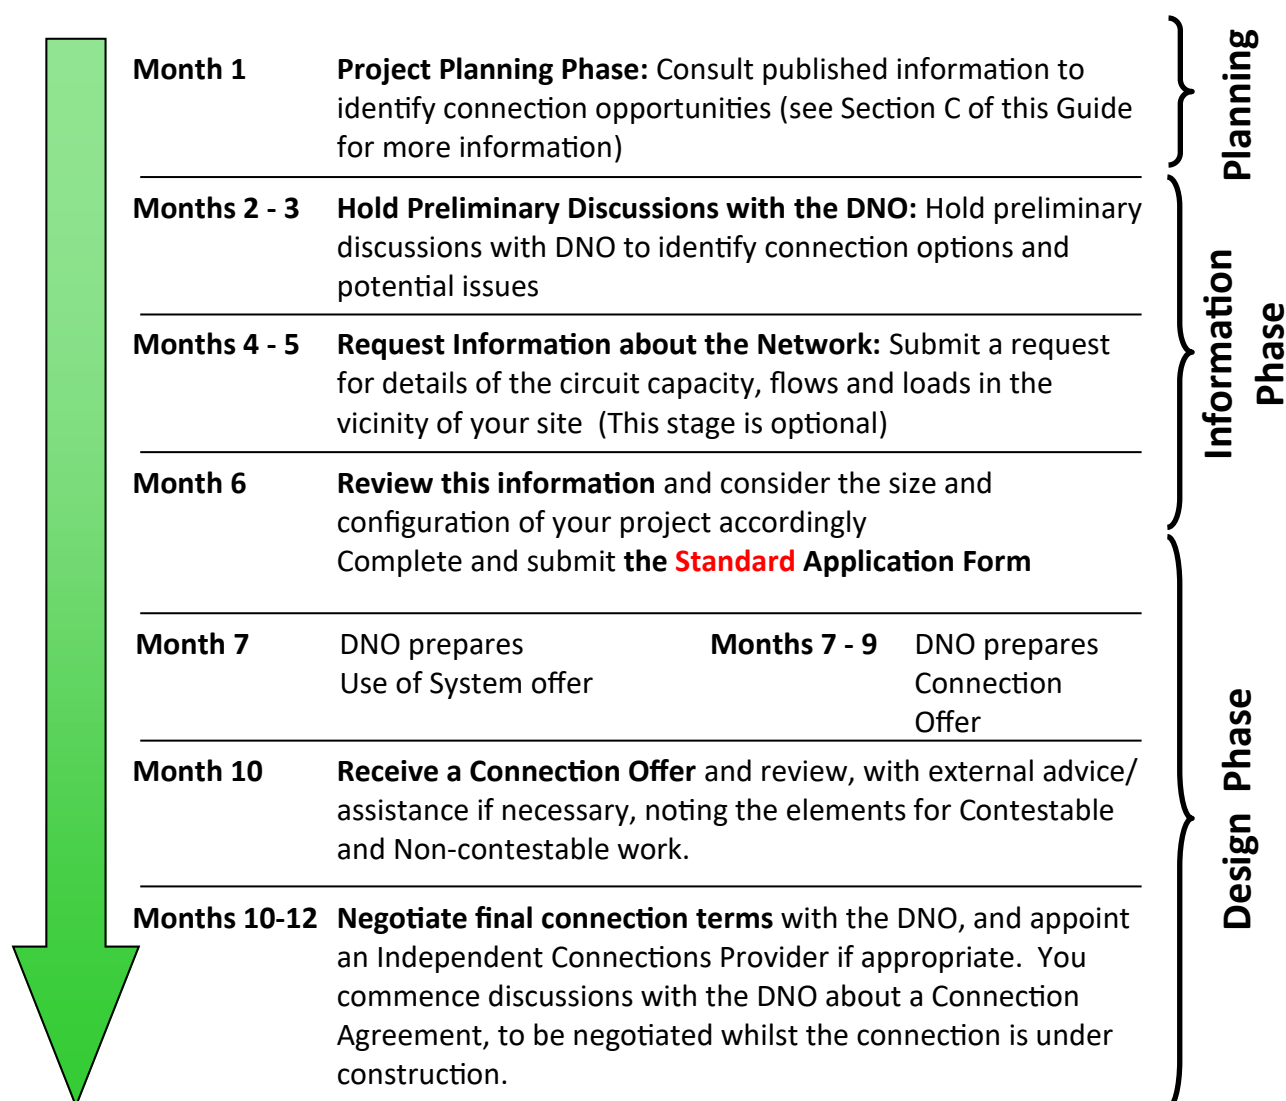 Month 1
Project Planning Phase: Consult published information to
identify connection opportunities (see Section C of this Guide
for more information)
Planning
Months 2 - 3
Hold Preliminary Discussions with the DNO: Hold preliminary
discussions with DNO to identify connection options and
potential issues
Months 4 - 5
Request Information about the Network: Submit a request
for details of the circuit capacity, flows and loads in the
vicinity of your site (This stage is optional)
Information
Phase
Month 6
Review this information and consider the size and
configuration of your project accordingly
Complete and submit the Standard Application Form
Month 7
DNO prepares
Use of System offer
Months 7 - 9
DNO prepares
Connection
Offer
Month 10
Receive a Connection Offer and review, with external advice/
assistance if necessary, noting the elements for Contestable
and Non-contestable work.
Design Phase
Months 10-12
Negotiate final connection terms with the DNO, and appoint
an Independent Connections Provider if appropriate. You
commence discussions with the DNO about a Connection
Agreement, to be negotiated whilst the connection is under
construction.